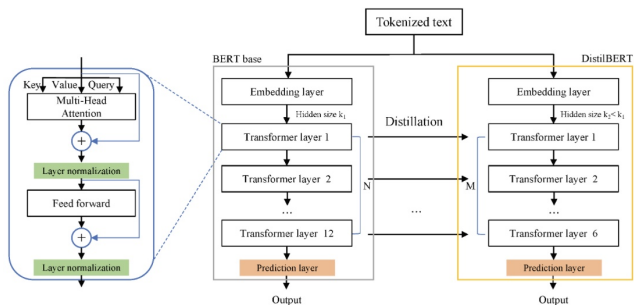 Tokenized text
BERT base
DistilBERT
Key Value Query
Multi-Head
Attention
+
Layer normalization
Feed forward
+
Layer normalization
Embedding layer
Hidden size k₁
Transformer layer 1
Transformer layer 2
...
Transformer layer 12
Prediction layer
Output
N
Distillation
...
M
Embedding layer
Hidden size k₂< k₁
Transformer layer 1
Transformer layer 2
...
Transformer layer 6
Prediction layer
Output